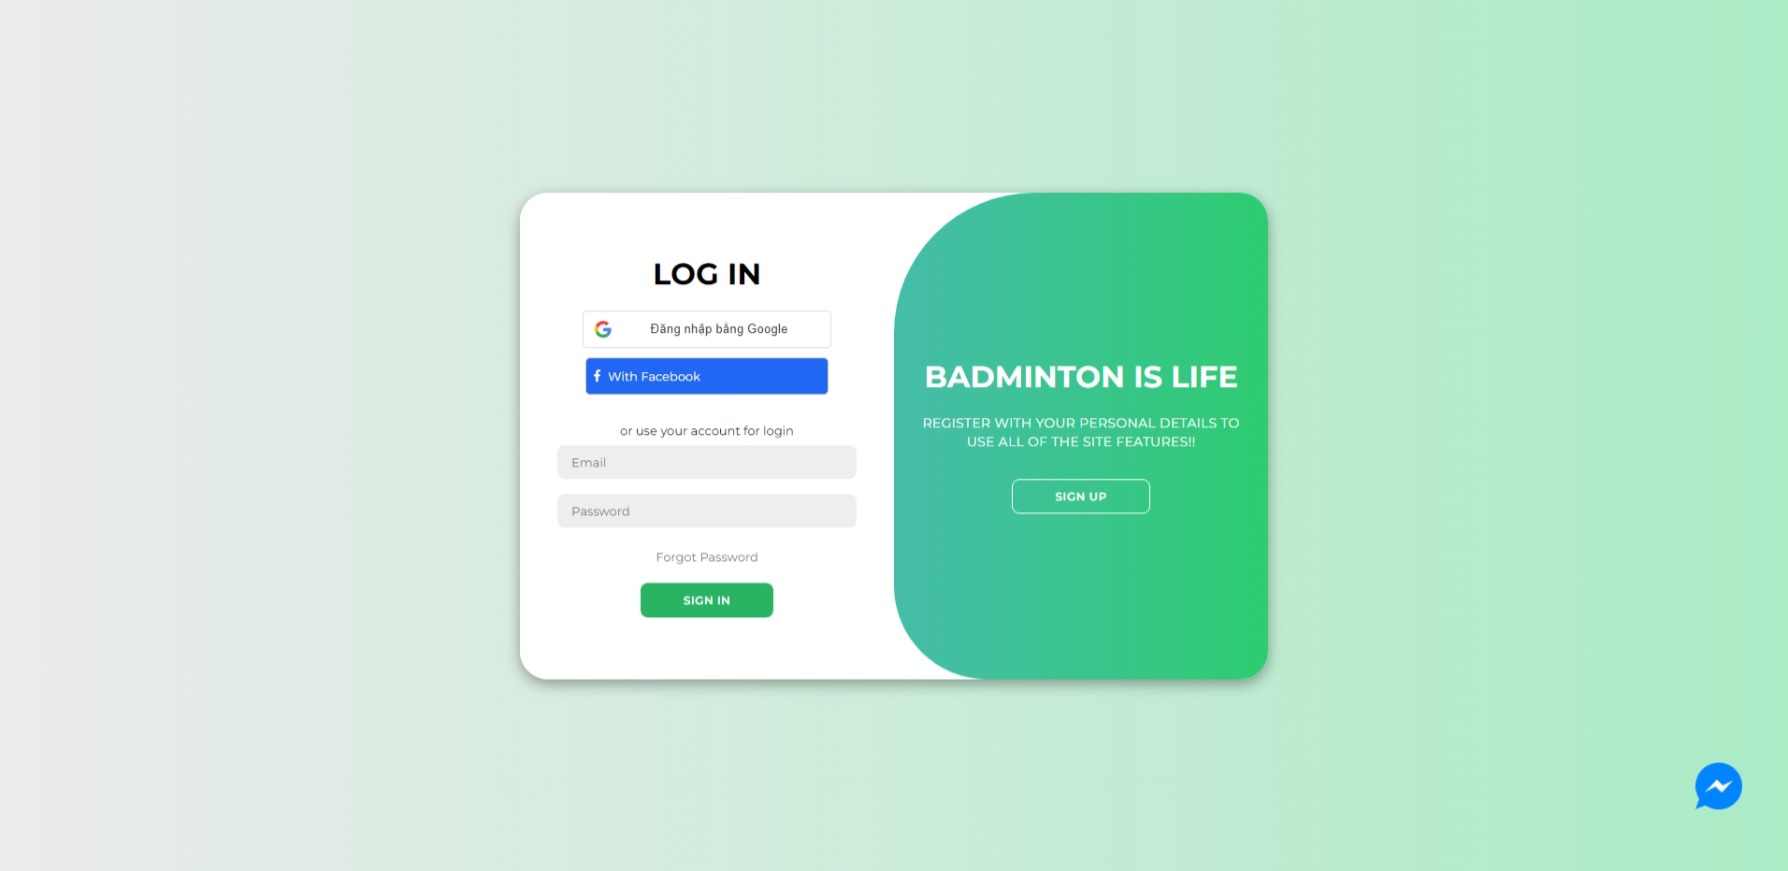 LOG IN
Đăng nhập bằng Google
With Facebook
or use your account for login
Email
Password
Forgot Password
SIGN IN
BADMINTON IS LIFE
REGISTER WITH YOUR PERSONAL DETAILS TO
USE ALL OF THE SITE FEATURES!!
SIGN UP